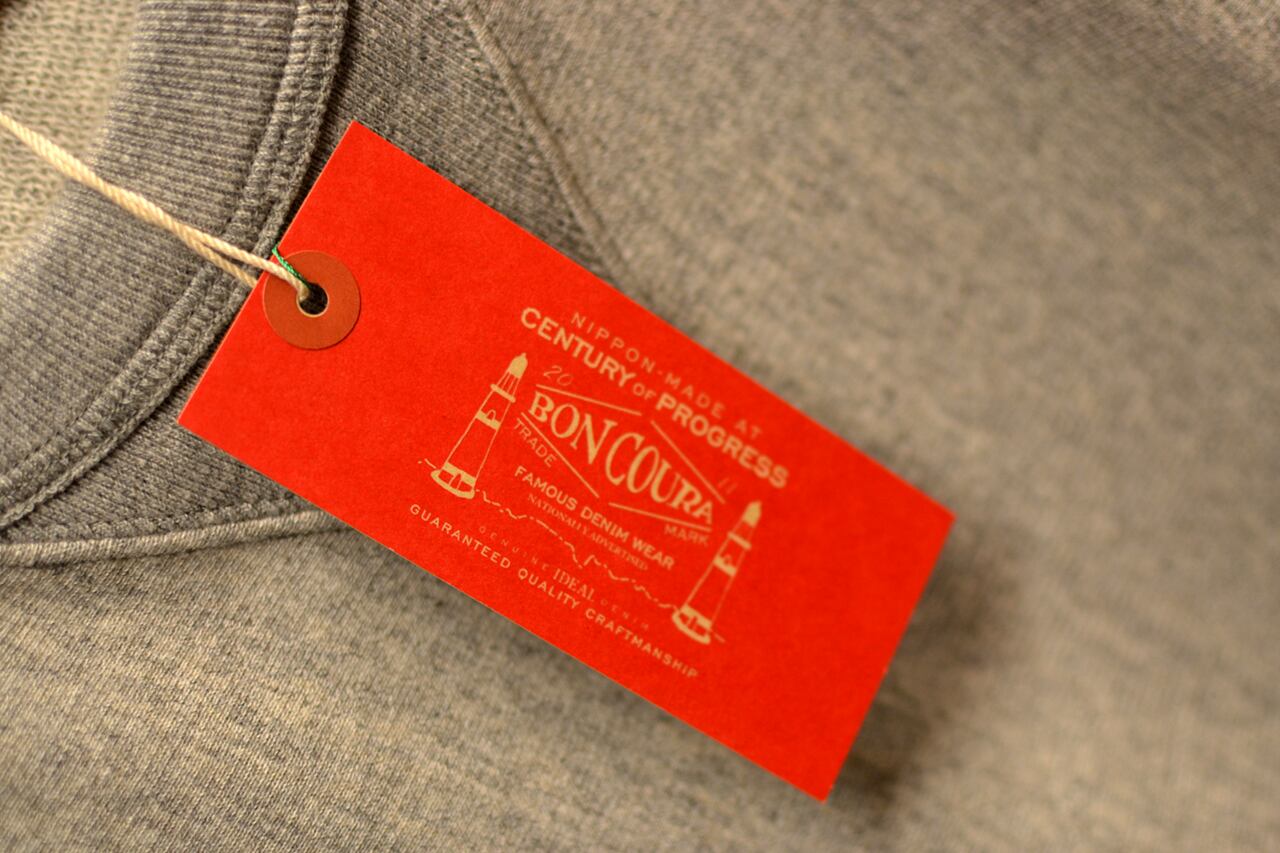 NIPPON-MADE AT
CENTURY OF PROGRESS
20 11
BONCOURA
TRADE MARK
FAMOUS DENIM WEAR
NATIONALLY ADVERTISED
GENUINE IDEAL DENIM
GUARANTEED QUALITY CRAFTMANSHIP